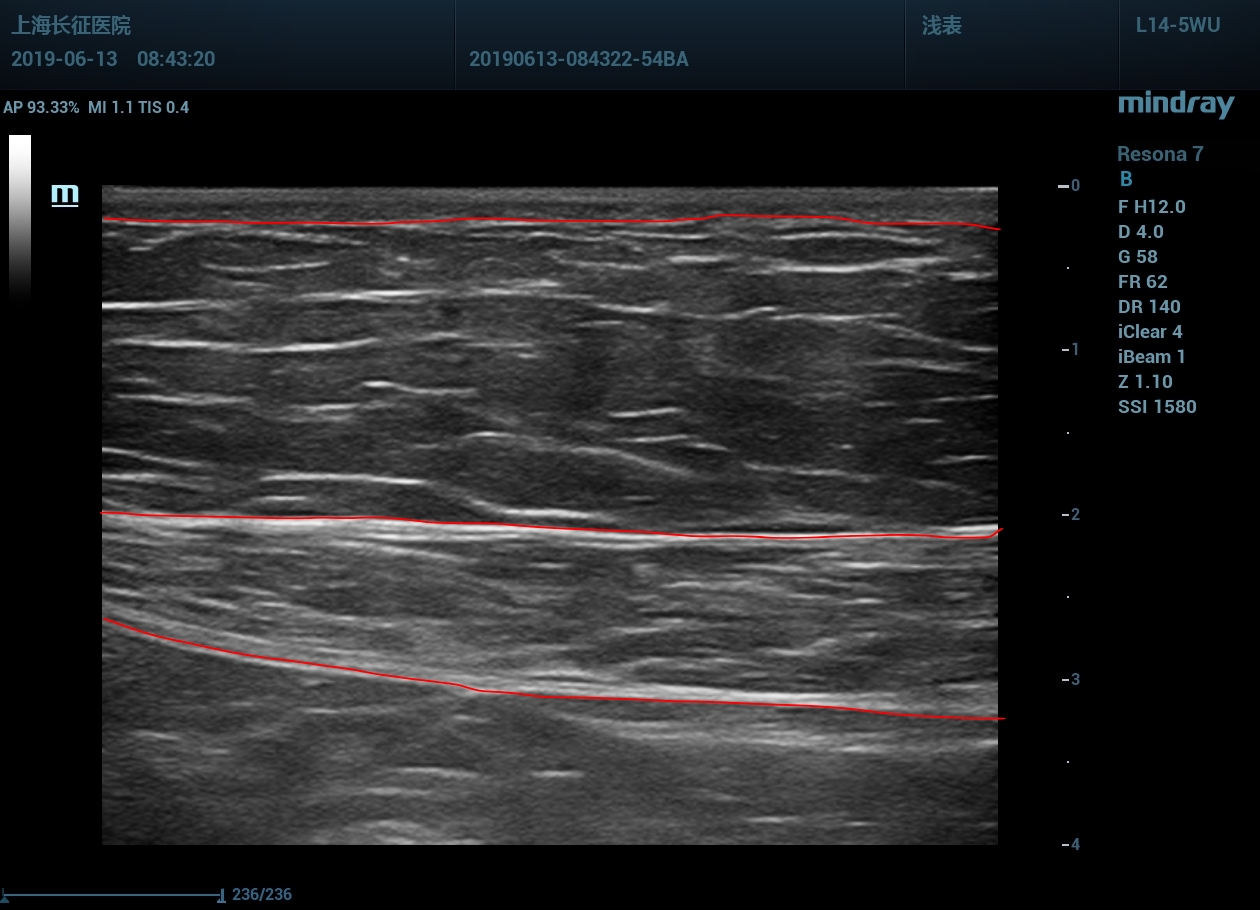 上海长征医院
2019-06-13 08:43:20
20190613-084322-54BA
浅表
L14-5WU
AP 93.33% MI 1.1 TIS 0.4
mindray
m
Resona 7
B
F H12.0
D 4.0
G 58
FR 62
DR 140
iClear 4
iBeam 1
Z 1.10
SSI 1580
0
1
2
3
4
236/236